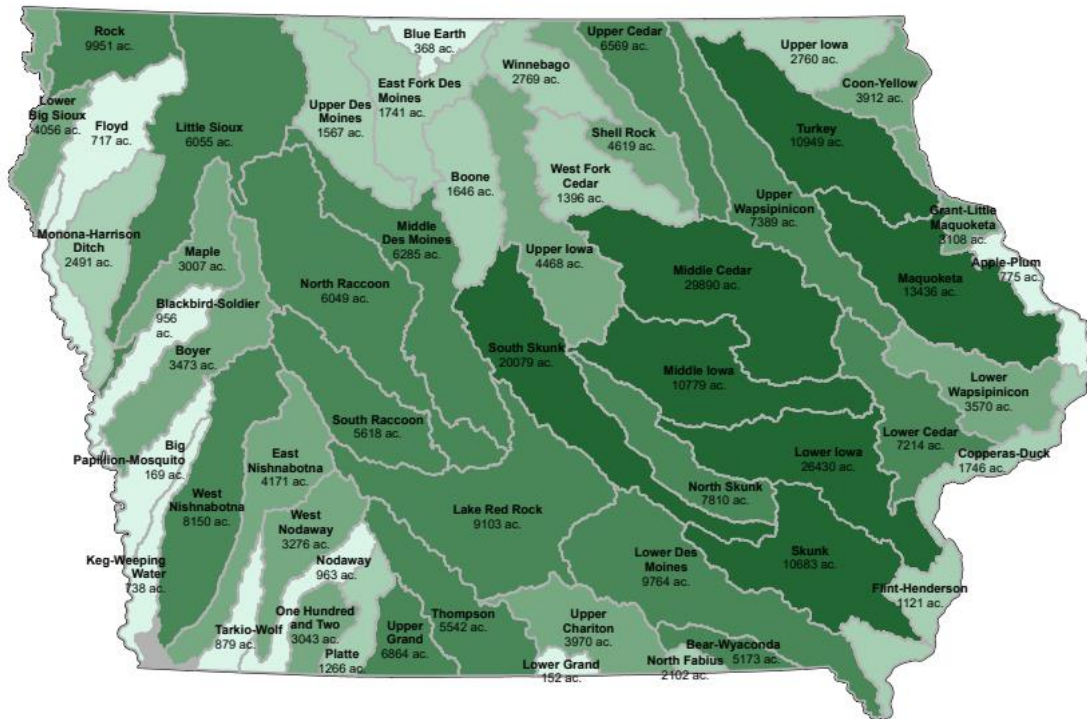 Rock
9951 ac.
Blue Earth
368 ac.
Upper Cedar
6569 ac.
Upper Iowa
2760 ac.
Winnebago
2769 ac.
East Fork Des
Moines
1741 ac.
Coon-Yellow
3912 ac.
Lower
Big Sioux
4056 ac.
Floyd
717 ac.
Little Sioux
6055 ac.
Upper Des
Moines
1567 ac.
Shell Rock
4619 ac.
Turkey
10949 ac.
Boone
1646 ac.
West Fork
Cedar
1396 ac.
Upper
Wapsipinicon
7389 ac.
Grant-Little
Maquoketa
3108 ac.
Monona-Harrison
Ditch
2491 ac.
Maple
3007 ac.
Middle
Des Moines
6285 ac.
Upper Iowa
4468 ac.
Apple-Plum
775 ac.
North Raccoon
6049 ac.
Middle Cedar
29890 ac.
Maquoketa
13436 ac.
Blackbird-Soldier
956
ac.
Boyer
3473 ac.
South Skunk
20079 ac.
Middle Iowa
10779 ac.
Lower
Wapsipinicon
3570 ac.
South Raccoon
5618 ac.
Big
Papillion-Mosquito
169 ac.
East
Nishnabotna
4171 ac.
Lower Iowa
26430 ac.
Lower Cedar
7214 ac.
Copperas-Duck
1746 ac.
West
Nishnabotna
8150 ac.
North Skunk
7810 ac.
Lake Red Rock
9103 ac.
West
Nodaway
3276 ac.
Keg-Weeping
Water
738 ac.
Nodaway
963 ac.
Lower Des
Moines
9764 ac.
Skunk
10683 ac.
Flint-Henderson
1121 ac.
One Hundred
and Two
3043 ac.
Thompson
5542 ac.
Upper
Chariton
3970 ac.
Tarkio-Wolf
879 ac.
Upper
Grand
6864 ac.
Platte
1266 ac.
Bear-Wyaconda
5173 ac.
Lower Grand
152 ac.
North Fabius
2102 ac.